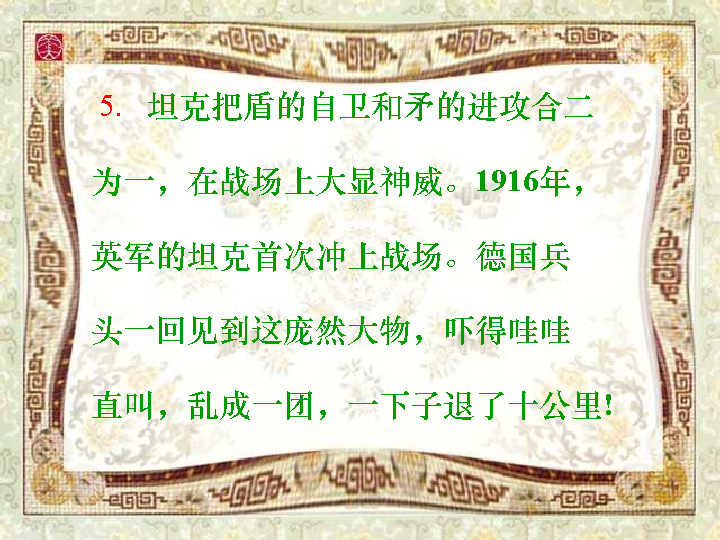 5. 坦克把盾的自卫和矛的进攻合二
为一，在战场上大显神威。1916年，
英军的坦克首次冲上战场。德国兵
头一回见到这庞然大物，吓得哇哇
直叫，乱成一团，一下子退了十公里!